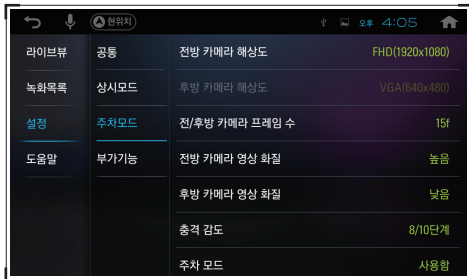 현위치 오후 4:05
라이브뷰 공통 전방 카메라 해상도 FHD(1920x1080)
녹화목록 상시모드 후방 카메라 해상도 VGA(640x480)
설정 주차모드 전/후방 카메라 프레임 수 15f
도움말 부가기능 전방 카메라 영상 화질 높음
후방 카메라 영상 화질 낮음
충격 감도 8/10단계
주차 모드 사용함